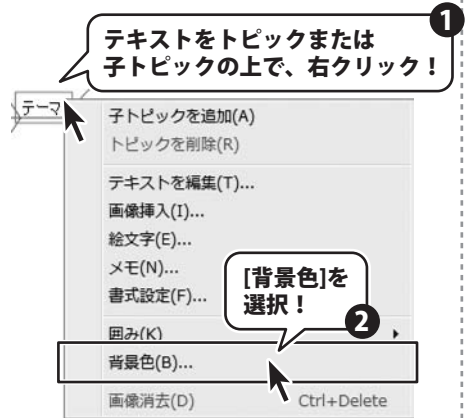 1
テキストをトピックまたは
子トピックの上で、右クリック！
テーマ
子トピックを追加(A)
トピックを削除(R)
テキストを編集(T)...
画像挿入(I)...
絵文字(E)...
メモ(N)...
書式設定(F)...
[背景色]を
選択！
2
囲み(K)
背景色(B)...
画像消去(D) Ctrl+Delete